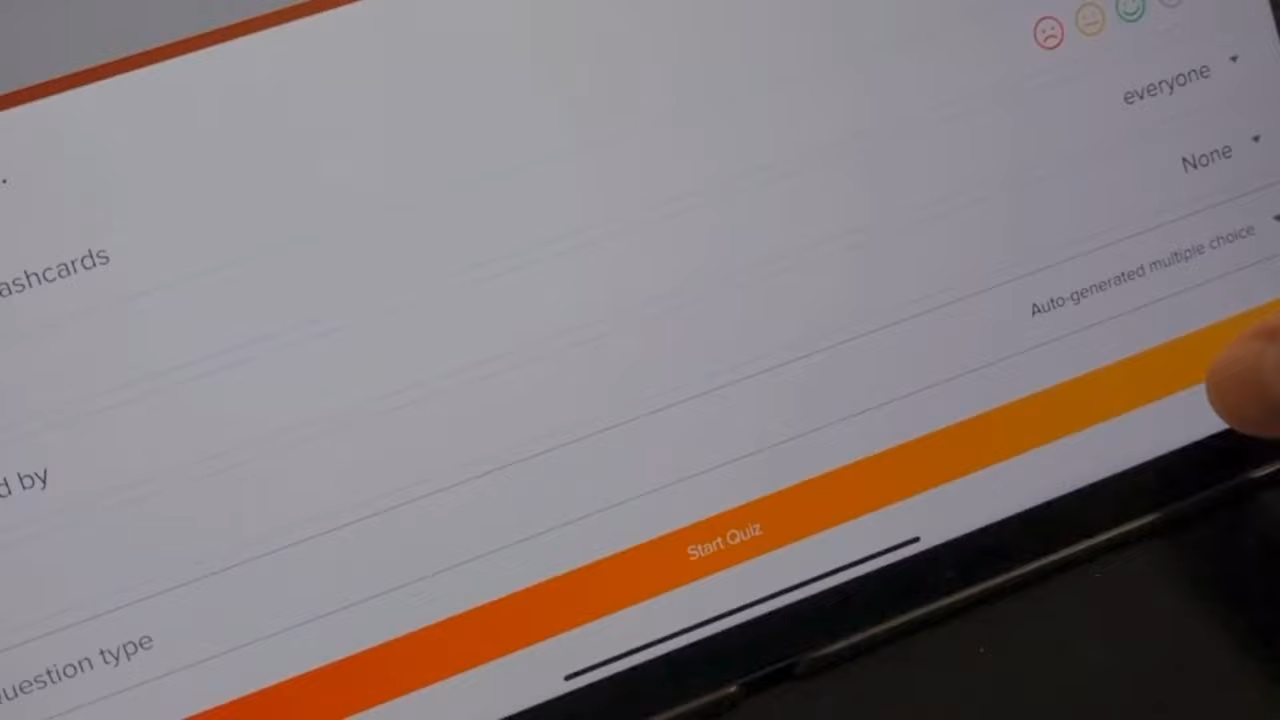 everyone
None
ashcards
Auto-generated multiple choice
d by
Start Quiz
uestion type